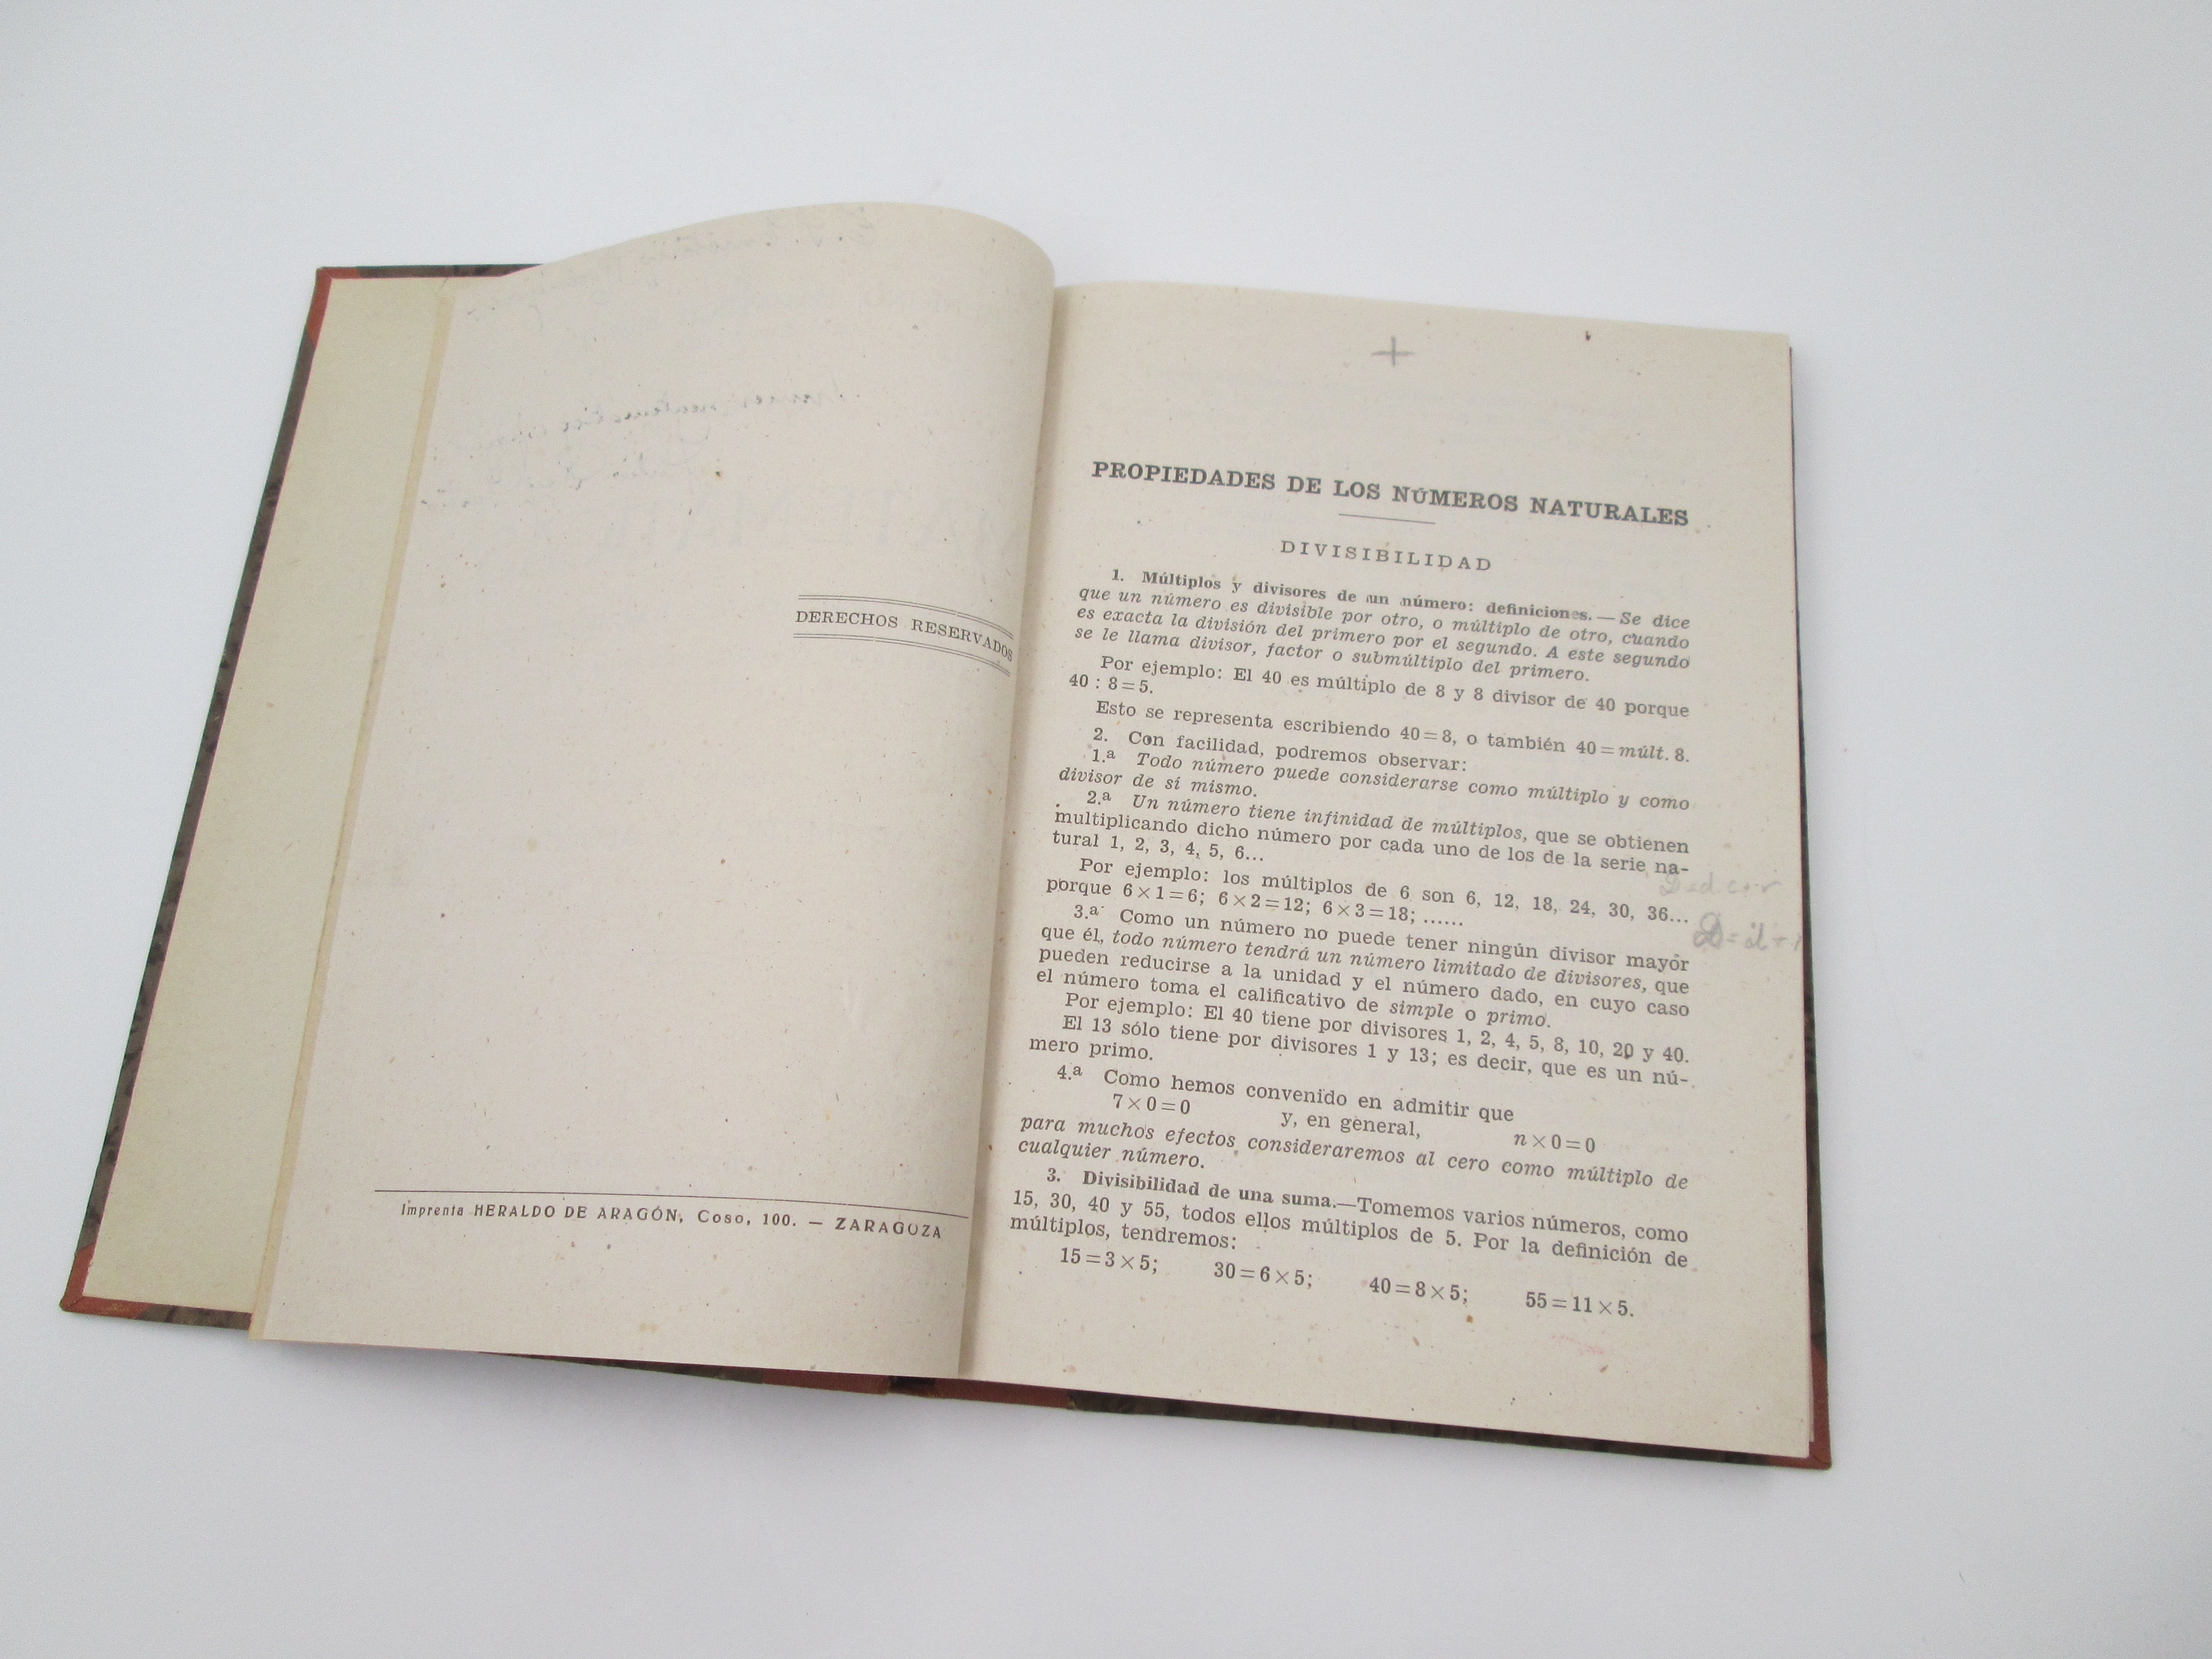 DERECHOS RESERVADOS
Imprenta HERALDO DE ARAGÓN, Coso, 100. — ZARAGOZA
+
PROPIEDADES DE LOS NÚMEROS NATURALES
DIVISIBILIDAD
1. Múltiplos y divisores de un número: definiciones. — Se dice
que un número es divisible por otro, o múltiplo de otro, cuando
es exacta la división del primero por el segundo. A este segundo
se le llama divisor, factor o submúltiplo del primero.
Por ejemplo: El 40 es múltiplo de 8 y 8 divisor de 40 porque
40 : 8 = 5.
Esto se representa escribiendo 40 = 8, o también 40 = múlt. 8.
2. Con facilidad, podremos observar:
1.ª Todo número puede considerarse como múltiplo y como
divisor de sí mismo.
2.ª Un número tiene infinidad de múltiplos, que se obtienen
multiplicando dicho número por cada uno de los de la serie na-
tural 1, 2, 3, 4, 5, 6...
Por ejemplo: los múltiplos de 6 son 6, 12, 18, 24, 30, 36...
porque 6 × 1 = 6; 6 × 2 = 12; 6 × 3 = 18; ......
3.ª Como un número no puede tener ningún divisor mayor
que él, todo número tendrá un número limitado de divisores, que
pueden reducirse a la unidad y el número dado, en cuyo caso
el número toma el calificativo de simple o primo.
Por ejemplo: El 40 tiene por divisores 1, 2, 4, 5, 8, 10, 20 y 40.
El 13 sólo tiene por divisores 1 y 13; es decir, que es un nú-
mero primo.
4.ª Como hemos convenido en admitir que
7 × 0 = 0 y, en general, n × 0 = 0
para muchos efectos consideraremos al cero como múltiplo de
cualquier número.
3. Divisibilidad de una suma.—Tomemos varios números, como
15, 30, 40 y 55, todos ellos múltiplos de 5. Por la definición de
múltiplos, tendremos:
15 = 3 × 5; 30 = 6 × 5; 40 = 8 × 5; 55 = 11 × 5.